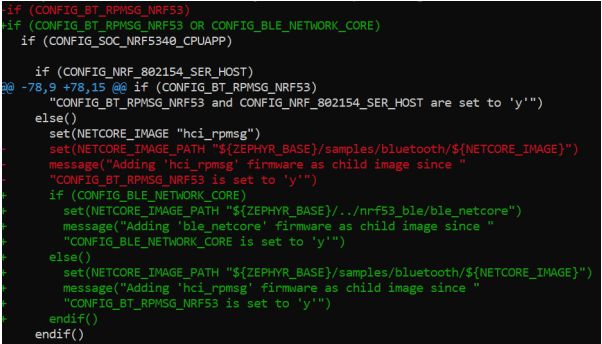 -if (CONFIG_BT_RPMSG_NRF53)
+if (CONFIG_BT_RPMSG_NRF53 OR CONFIG_BLE_NETWORK_CORE)
   if (CONFIG_SOC_NRF5340_CPUAPP)
     if (CONFIG_NRF_802154_SER_HOST)
@@ -78,9 +78,15 @@ if (CONFIG_BT_RPMSG_NRF53)
       "CONFIG_BT_RPMSG_NRF53 and CONFIG_NRF_802154_SER_HOST are set to 'y'")
     else()
       set(NETCORE_IMAGE "hci_rpmsg")
-      set(NETCORE_IMAGE_PATH "${ZEPHYR_BASE}/samples/bluetooth/${NETCORE_IMAGE}")
-      message("Adding 'hci_rpmsg' firmware as child image since "
-      "CONFIG_BT_RPMSG_NRF53 is set to 'y'")
+      if (CONFIG_BLE_NETWORK_CORE)
+        set(NETCORE_IMAGE_PATH "${ZEPHYR_BASE}/../nrf53_ble/ble_netcore")
+        message("Adding 'ble_netcore' firmware as child image since "
+        "CONFIG_BLE_NETWORK_CORE is set to 'y'")
+      else()
+        set(NETCORE_IMAGE_PATH "${ZEPHYR_BASE}/samples/bluetooth/${NETCORE_IMAGE}")
+        message("Adding 'hci_rpmsg' firmware as child image since "
+        "CONFIG_BT_RPMSG_NRF53 is set to 'y'")
+      endif()
     endif()